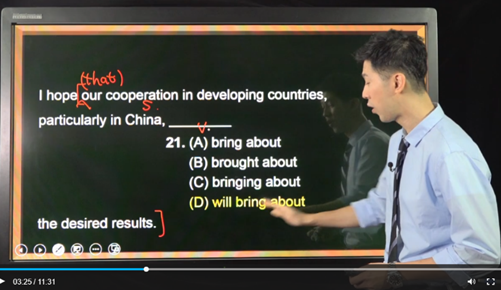 (that)
I hope [our cooperation in developing countries,
s.
particularly in China, ________
v.
21. (A) bring about
(B) brought about
(C) bringing about
(D) will bring about
the desired results.]
03:25 / 11:31